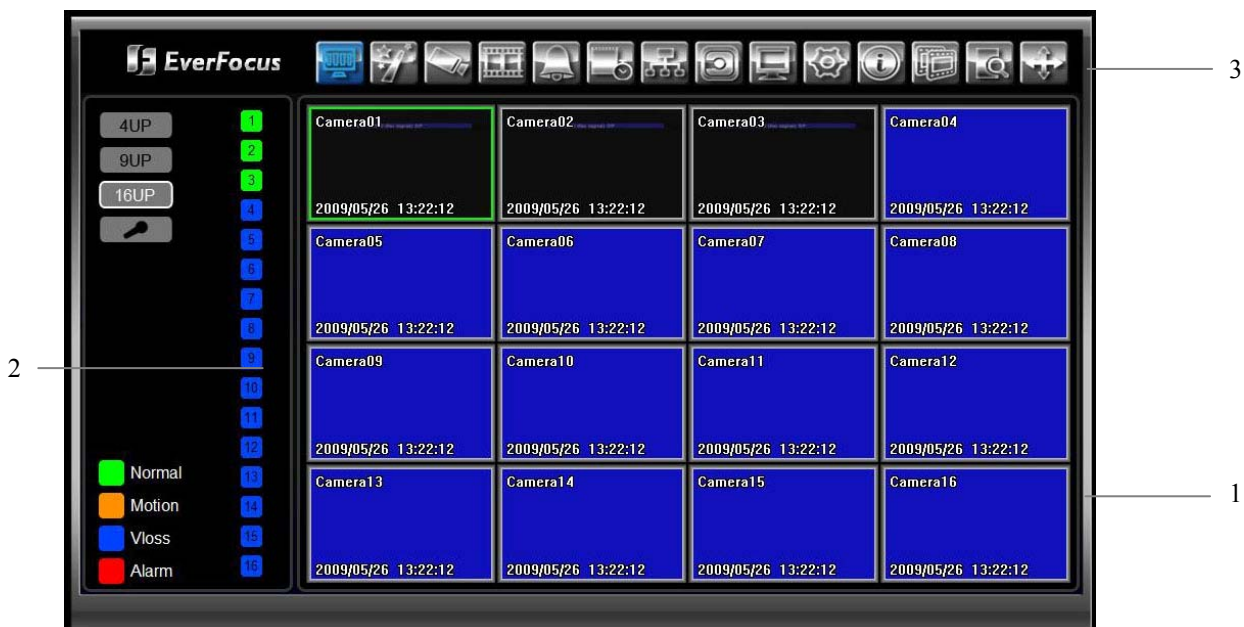 EverFocus
3
4UP
9UP
16UP
1
2
3
4
5
6
7
8
9
10
11
12
13
14
15
16
Normal
Motion
Vloss
Alarm
Camera01 Camera02 Camera03 Camera04
2009/05/26 13:22:12 2009/05/26 13:22:12 2009/05/26 13:22:12 2009/05/26 13:22:12
Camera05 Camera06 Camera07 Camera08
2009/05/26 13:22:12 2009/05/26 13:22:12 2009/05/26 13:22:12 2009/05/26 13:22:12
Camera09 Camera10 Camera11 Camera12
2009/05/26 13:22:12 2009/05/26 13:22:12 2009/05/26 13:22:12 2009/05/26 13:22:12
Camera13 Camera14 Camera15 Camera16
2009/05/26 13:22:12 2009/05/26 13:22:12 2009/05/26 13:22:12 2009/05/26 13:22:12
2
1